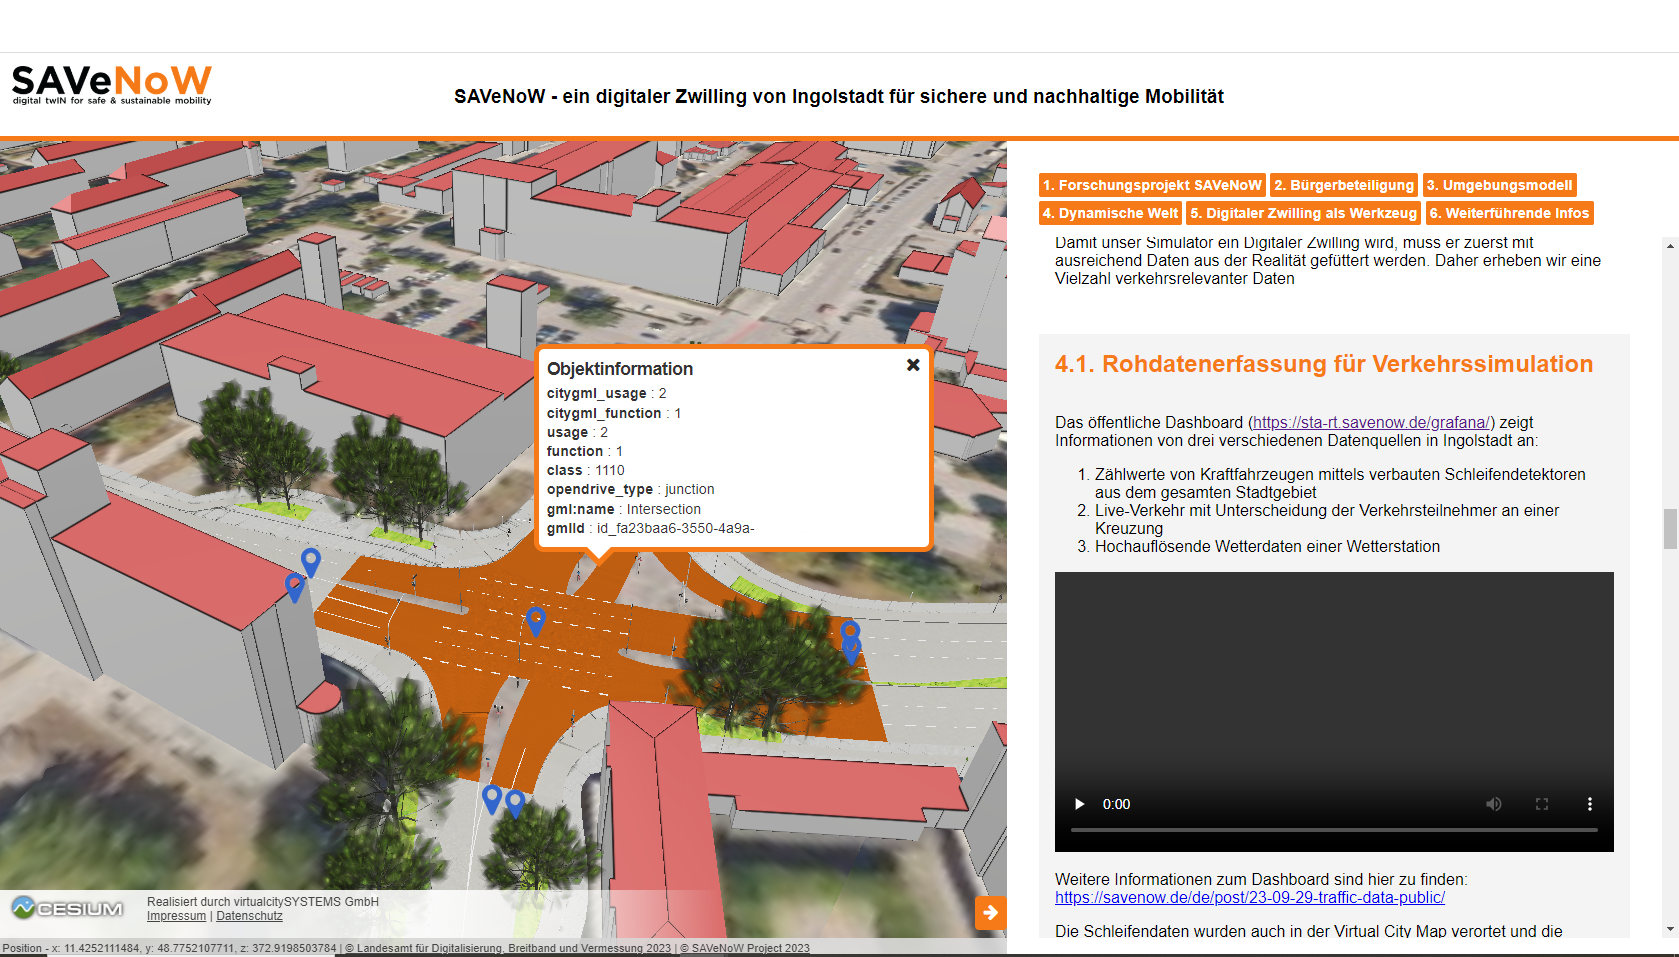 SAVeNoW
digital twIN for safe & sustainable mobility
SAVeNoW - ein digitaler Zwilling von Ingolstadt für sichere und nachhaltige Mobilität
Objektinformation
citygml_usage : 2
citygml_function : 1
usage : 2
function : 1
class : 1110
opendrive_type : junction
gml:name : Intersection
gmlId : id_fa23baa6-3550-4a9a-
CESIUM
Realisiert durch virtualcitySYSTEMS GmbH
Impressum | Datenschutz
Position - x: 11.4252111484, y: 48.7752107711, z: 372.9198503784 | © Landesamt für Digitalisierung, Breitband und Vermessung 2023 | © SAVeNoW Project 2023
1. Forschungsprojekt SAVeNoW 2. Bürgerbeteiligung 3. Umgebungsmodell
4. Dynamische Welt 5. Digitaler Zwilling als Werkzeug 6. Weiterführende Infos
Damit unser Simulator ein Digitaler Zwilling wird, muss er zuerst mit
ausreichend Daten aus der Realität gefüttert werden. Daher erheben wir eine
Vielzahl verkehrsrelevanter Daten
4.1. Rohdatenerfassung für Verkehrssimulation
Das öffentliche Dashboard (https://sta-rt.savenow.de/grafana/) zeigt
Informationen von drei verschiedenen Datenquellen in Ingolstadt an:
1. Zählwerte von Kraftfahrzeugen mittels verbauten Schleifendetektoren
aus dem gesamten Stadtgebiet
2. Live-Verkehr mit Unterscheidung der Verkehrsteilnehmer an einer
Kreuzung
3. Hochauflösende Wetterdaten einer Wetterstation
0:00
Weitere Informationen zum Dashboard sind hier zu finden:
https://savenow.de/de/post/23-09-29-traffic-data-public/
Die Schleifendaten wurden auch in der Virtual City Map verortet und die